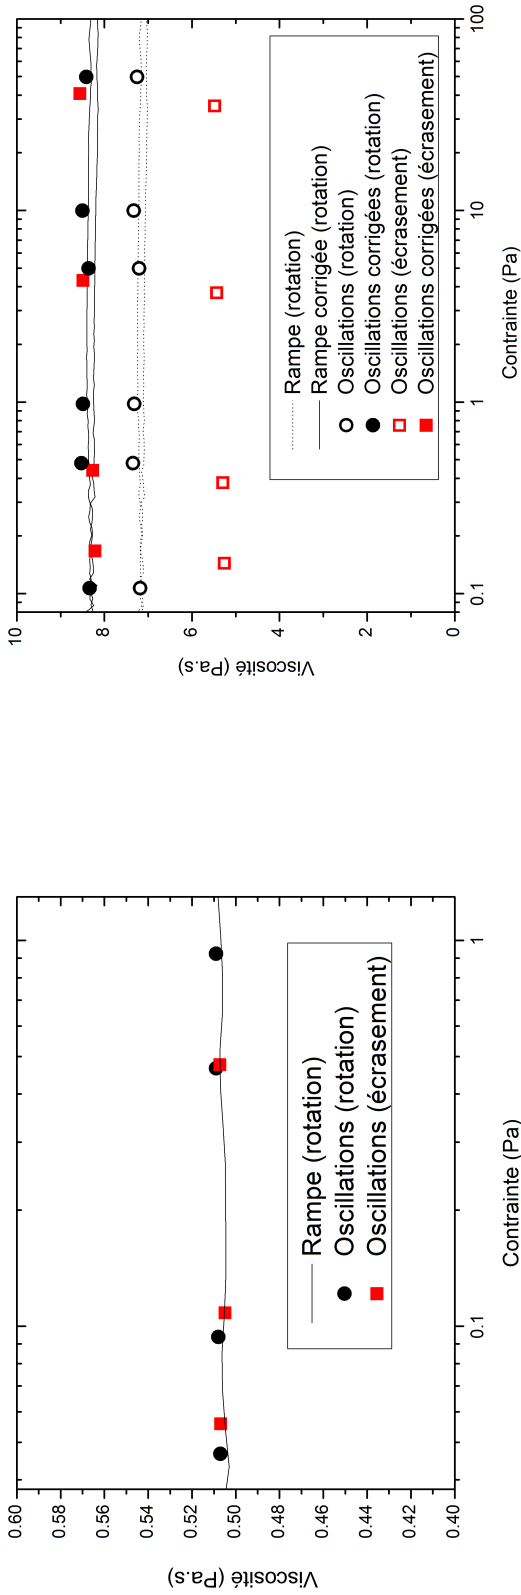 Viscosité (Pa.s)
0.60
0.58
0.56
0.54
0.52
0.50
0.48
0.46
0.44
0.42
0.40
0.1
1
Contrainte (Pa)
Rampe (rotation)
Oscillations (rotation)
Oscillations (écrasement)
Viscosité (Pa.s)
10
8
6
4
2
0
0.1
1
10
100
Contrainte (Pa)
Rampe (rotation)
Rampe corrigée (rotation)
Oscillations (rotation)
Oscillations corrigées (rotation)
Oscillations (écrasement)
Oscillations corrigées (écrasement)